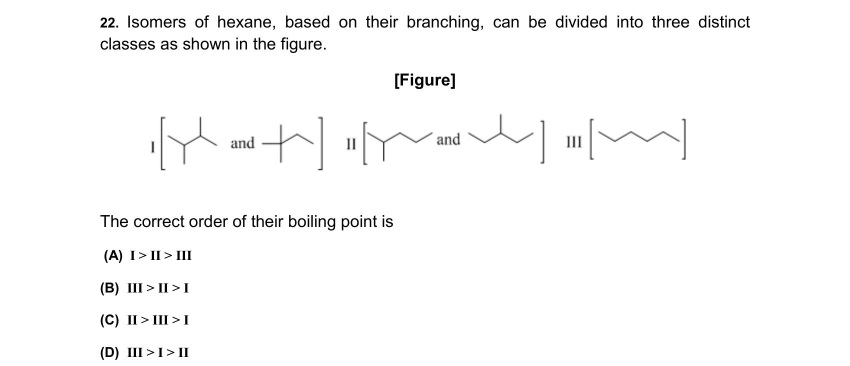 22. Isomers of hexane, based on their branching, can be divided into three distinct
classes as shown in the figure.
[Figure]
I and II and III
The correct order of their boiling point is
(A) I > II > III
(B) III > II > I
(C) II > III > I
(D) III > I > II